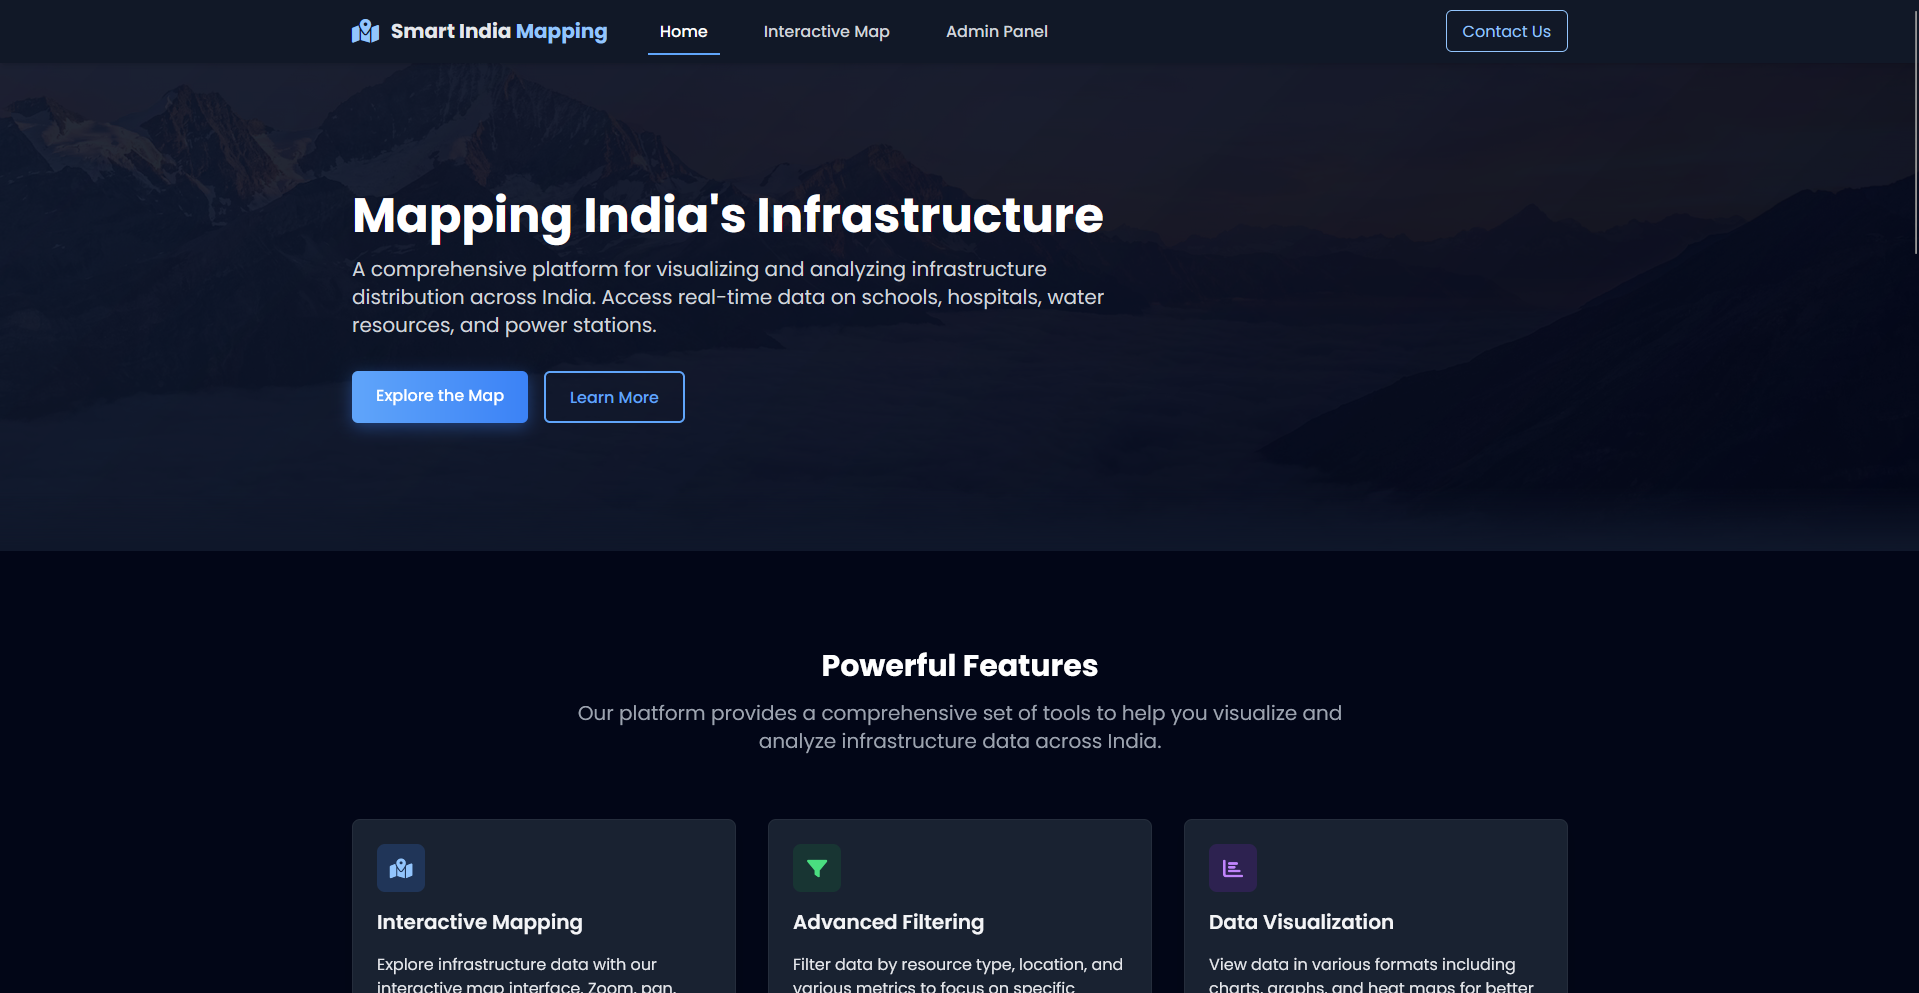 Smart India Mapping
Home
Interactive Map
Admin Panel
Contact Us
Mapping India's Infrastructure
A comprehensive platform for visualizing and analyzing infrastructure
distribution across India. Access real-time data on schools, hospitals, water
resources, and power stations.
Explore the Map
Learn More
Powerful Features
Our platform provides a comprehensive set of tools to help you visualize and
analyze infrastructure data across India.
Interactive Mapping
Explore infrastructure data with our
interactive map interface. Zoom, pan,
Advanced Filtering
Filter data by resource type, location, and
various metrics to focus on specific
Data Visualization
View data in various formats including
charts, graphs, and heat maps for better